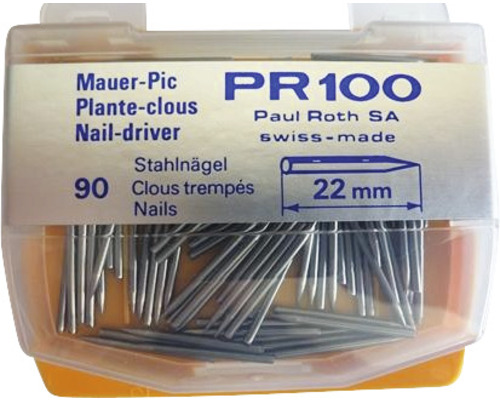 Mauer-Pic
Plante-clous
Nail-driver
PR100
Paul Roth SA
swiss-made
90
Stahlnägel
Clous trempés
Nails
22 mm